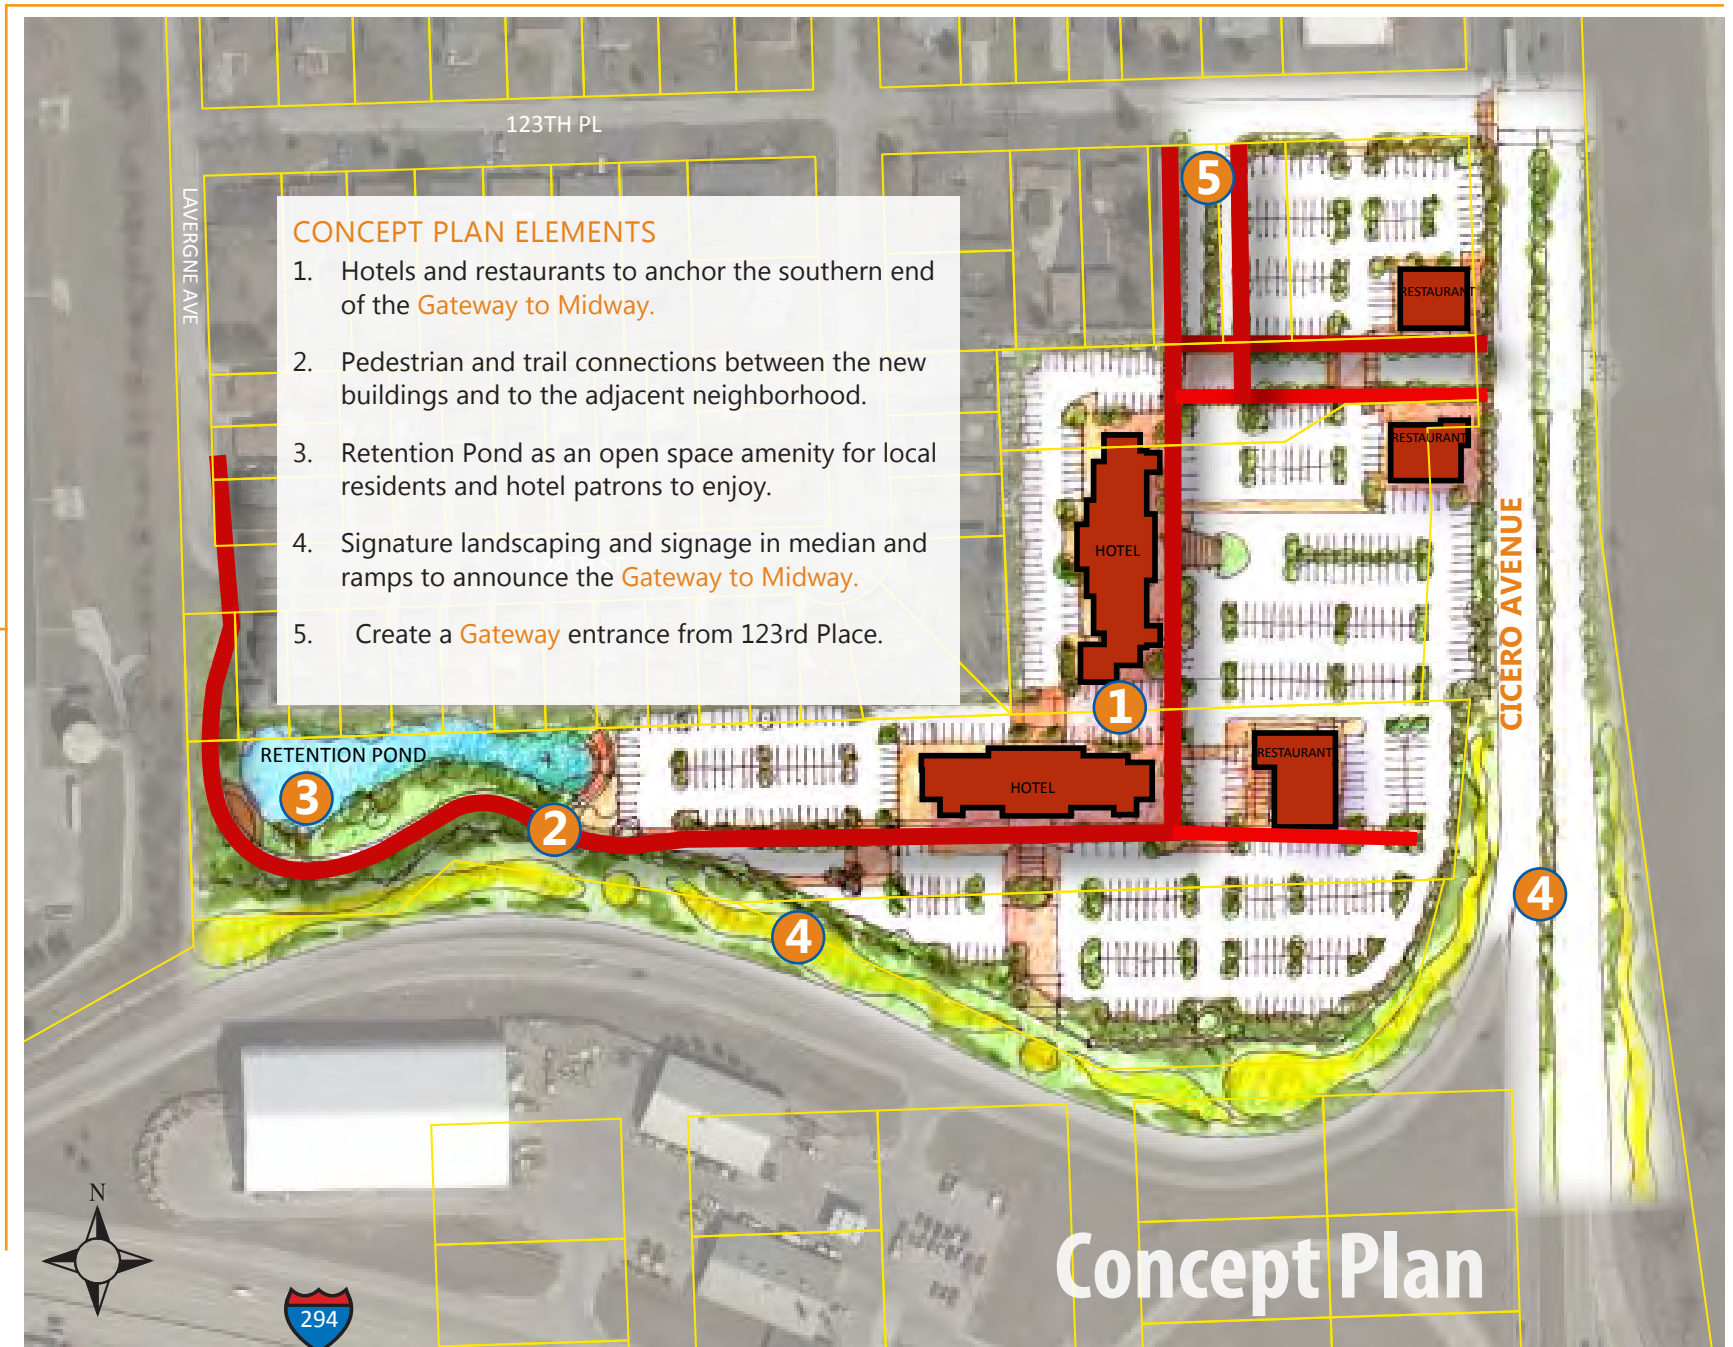 123TH PL
LAVERGNE AVE
CONCEPT PLAN ELEMENTS
1. Hotels and restaurants to anchor the southern end
of the Gateway to Midway.
2. Pedestrian and trail connections between the new
buildings and to the adjacent neighborhood.
3. Retention Pond as an open space amenity for local
residents and hotel patrons to enjoy.
4. Signature landscaping and signage in median and
ramps to announce the Gateway to Midway.
5. Create a Gateway entrance from 123rd Place.
5
RESTAURANT
RESTAURANT
HOTEL
CICERO AVENUE
1
RETENTION POND
3
2
HOTEL
RESTAURANT
4
4
N
294
Concept Plan